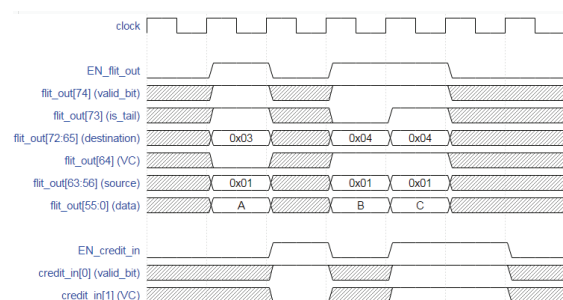 clock
EN_flit_out
flit_out[74] (valid_bit)
flit_out[73] (is_tail)
flit_out[72:65] (destination) 0x03 0x04 0x04
flit_out[64] (VC)
flit_out[63:56] (source) 0x01 0x01 0x01
flit_out[55:0] (data) A B C
EN_credit_in
credit_in[0] (valid_bit)
credit_in[1] (VC)